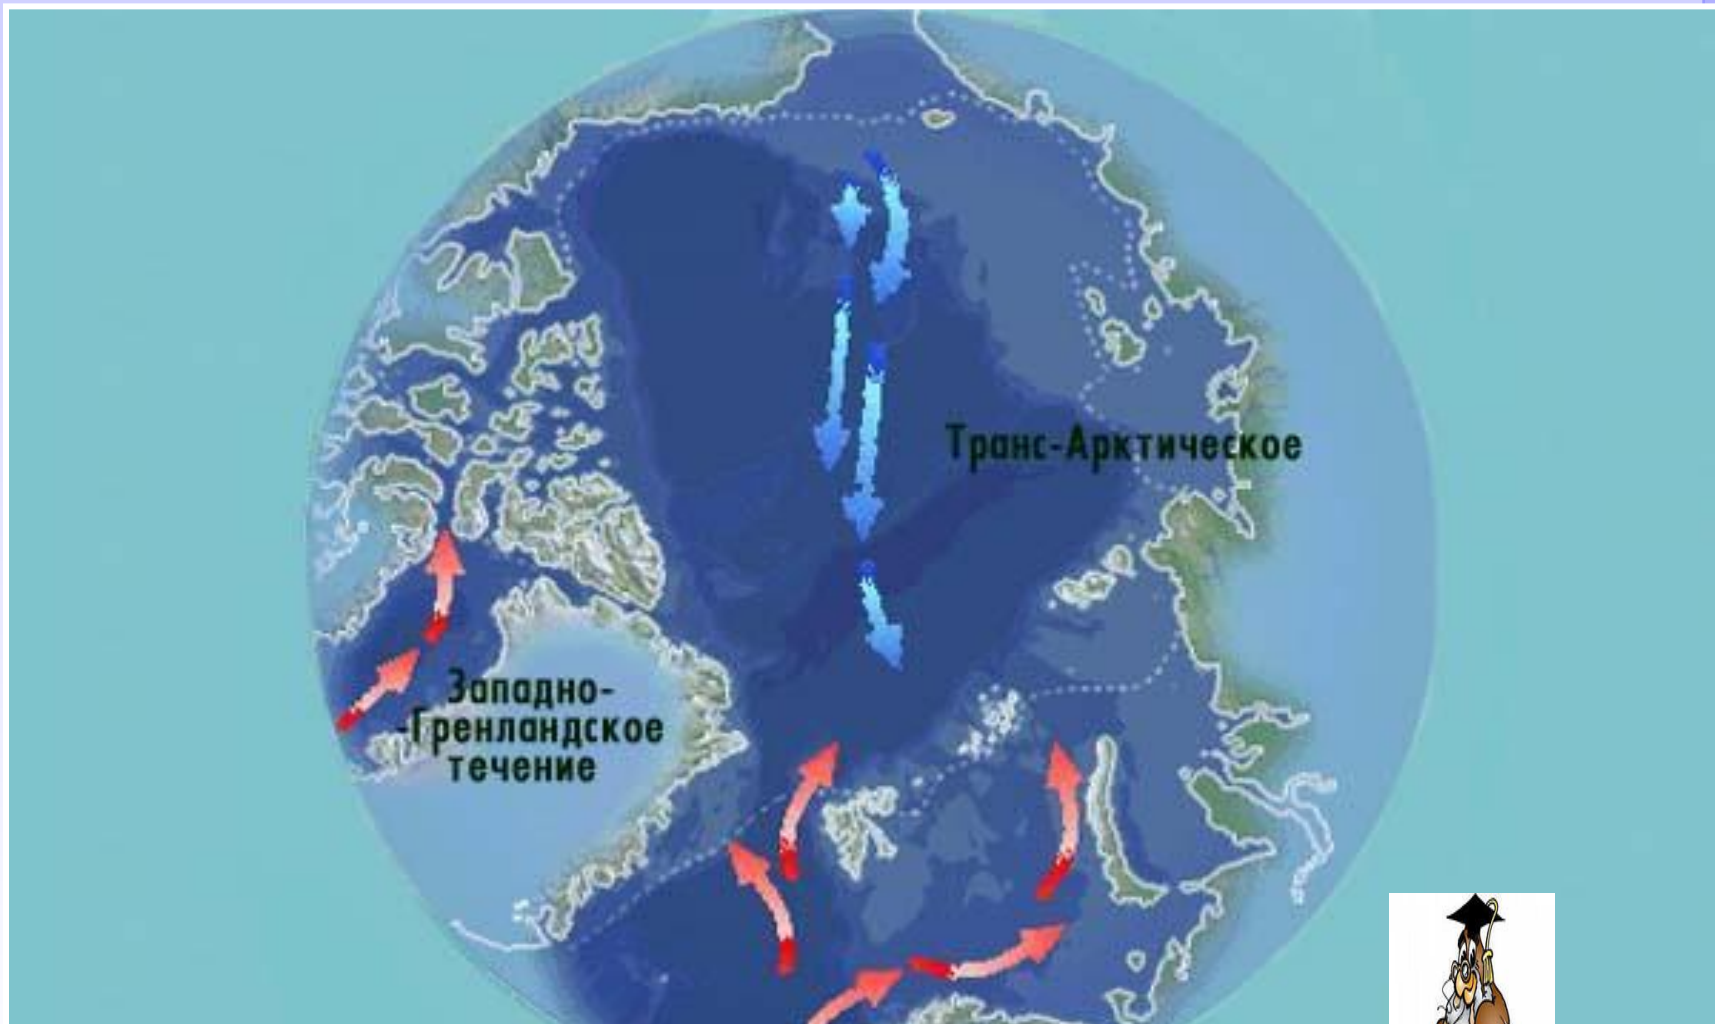 Транс-Арктическое
Западно-
-Гренландское
течение